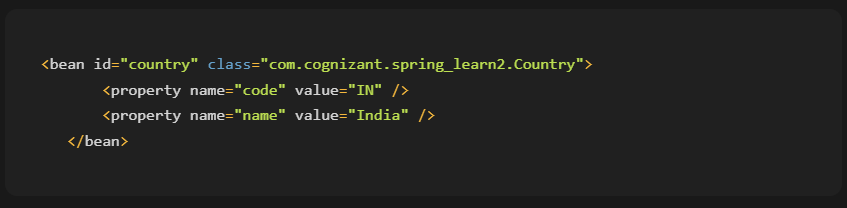 <bean id="country" class="com.cognizant.spring_learn2.Country">
<property name="code" value="IN" />
<property name="name" value="India" />
</bean>